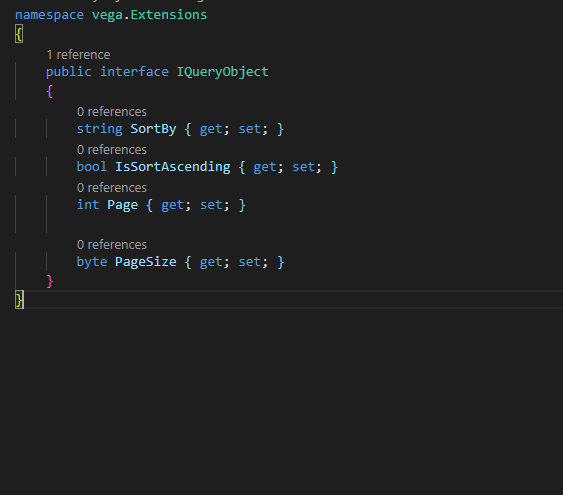 namespace vega.Extensions
{
1 reference
public interface IQueryObject
{
0 references
string SortBy { get; set; }
0 references
bool IsSortAscending { get; set; }
0 references
int Page { get; set; }
0 references
byte PageSize { get; set; }
}
}